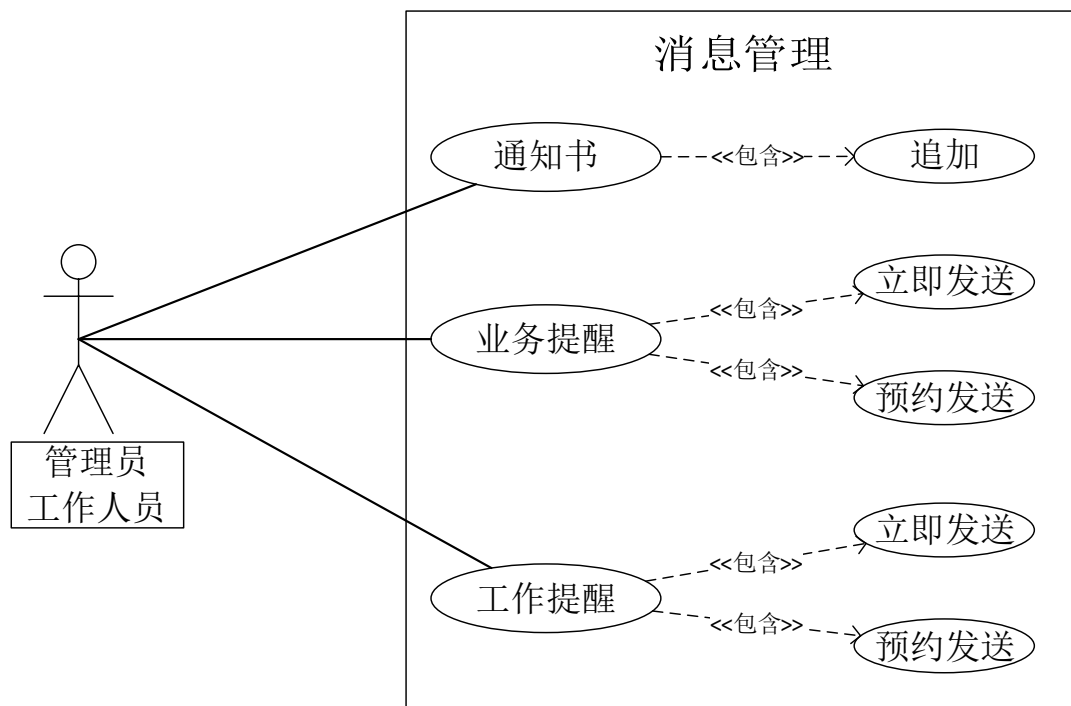 消息管理
通知书
<<包含>>
追加
业务提醒
<<包含>>
立即发送
<<包含>>
预约发送
管理员
工作人员
工作提醒
<<包含>>
立即发送
<<包含>>
预约发送